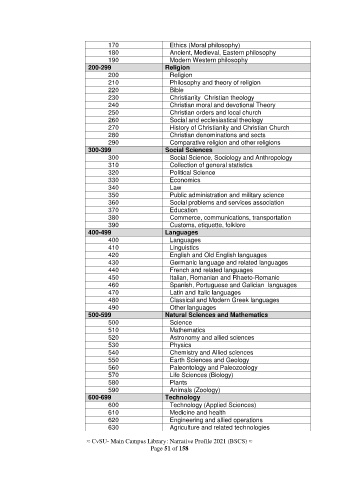 170 Ethics (Moral philosophy)
180 Ancient, Medieval, Eastern philosophy
190 Modern Western philosophy
200-299 Religion
200 Religion
210 Philosophy and theory of religion
220 Bible
230 Christianity Christian theology
240 Christian moral and devotional Theory
250 Christian orders and local church
260 Social and ecclesiastical theology
270 History of Christianity and Christian Church
280 Christian denominations and sects
290 Comparative religion and other religions
300-399 Social Sciences
300 Social Science, Sociology and Anthropology
310 Collection of general statistics
320 Political Science
330 Economics
340 Law
350 Public administration and military science
360 Social problems and services association
370 Education
380 Commerce, communications, transportation
390 Customs, etiquette, folklore
400-499 Languages
400 Languages
410 Linguistics
420 English and Old English languages
430 Germanic language and related languages
440 French and related languages
450 Italian, Romanian and Rhaeto-Romanic
460 Spanish, Portuguese and Galician languages
470 Latin and Italic languages
480 Classical and Modern Greek languages
490 Other languages
500-599 Natural Sciences and Mathematics
500 Science
510 Mathematics
520 Astronomy and allied sciences
530 Physics
540 Chemistry and Allied sciences
550 Earth Sciences and Geology
560 Paleontology and Paleozoology
570 Life Sciences (Biology)
580 Plants
590 Animals (Zoology)
600-699 Technology
600 Technology (Applied Sciences)
610 Medicine and health
620 Engineering and allied operations
630 Agriculture and related technologies
≈ CvSU- Main Campus Library: Narrative Profile 2021 (BSCS) ≈
Page 51 of 158